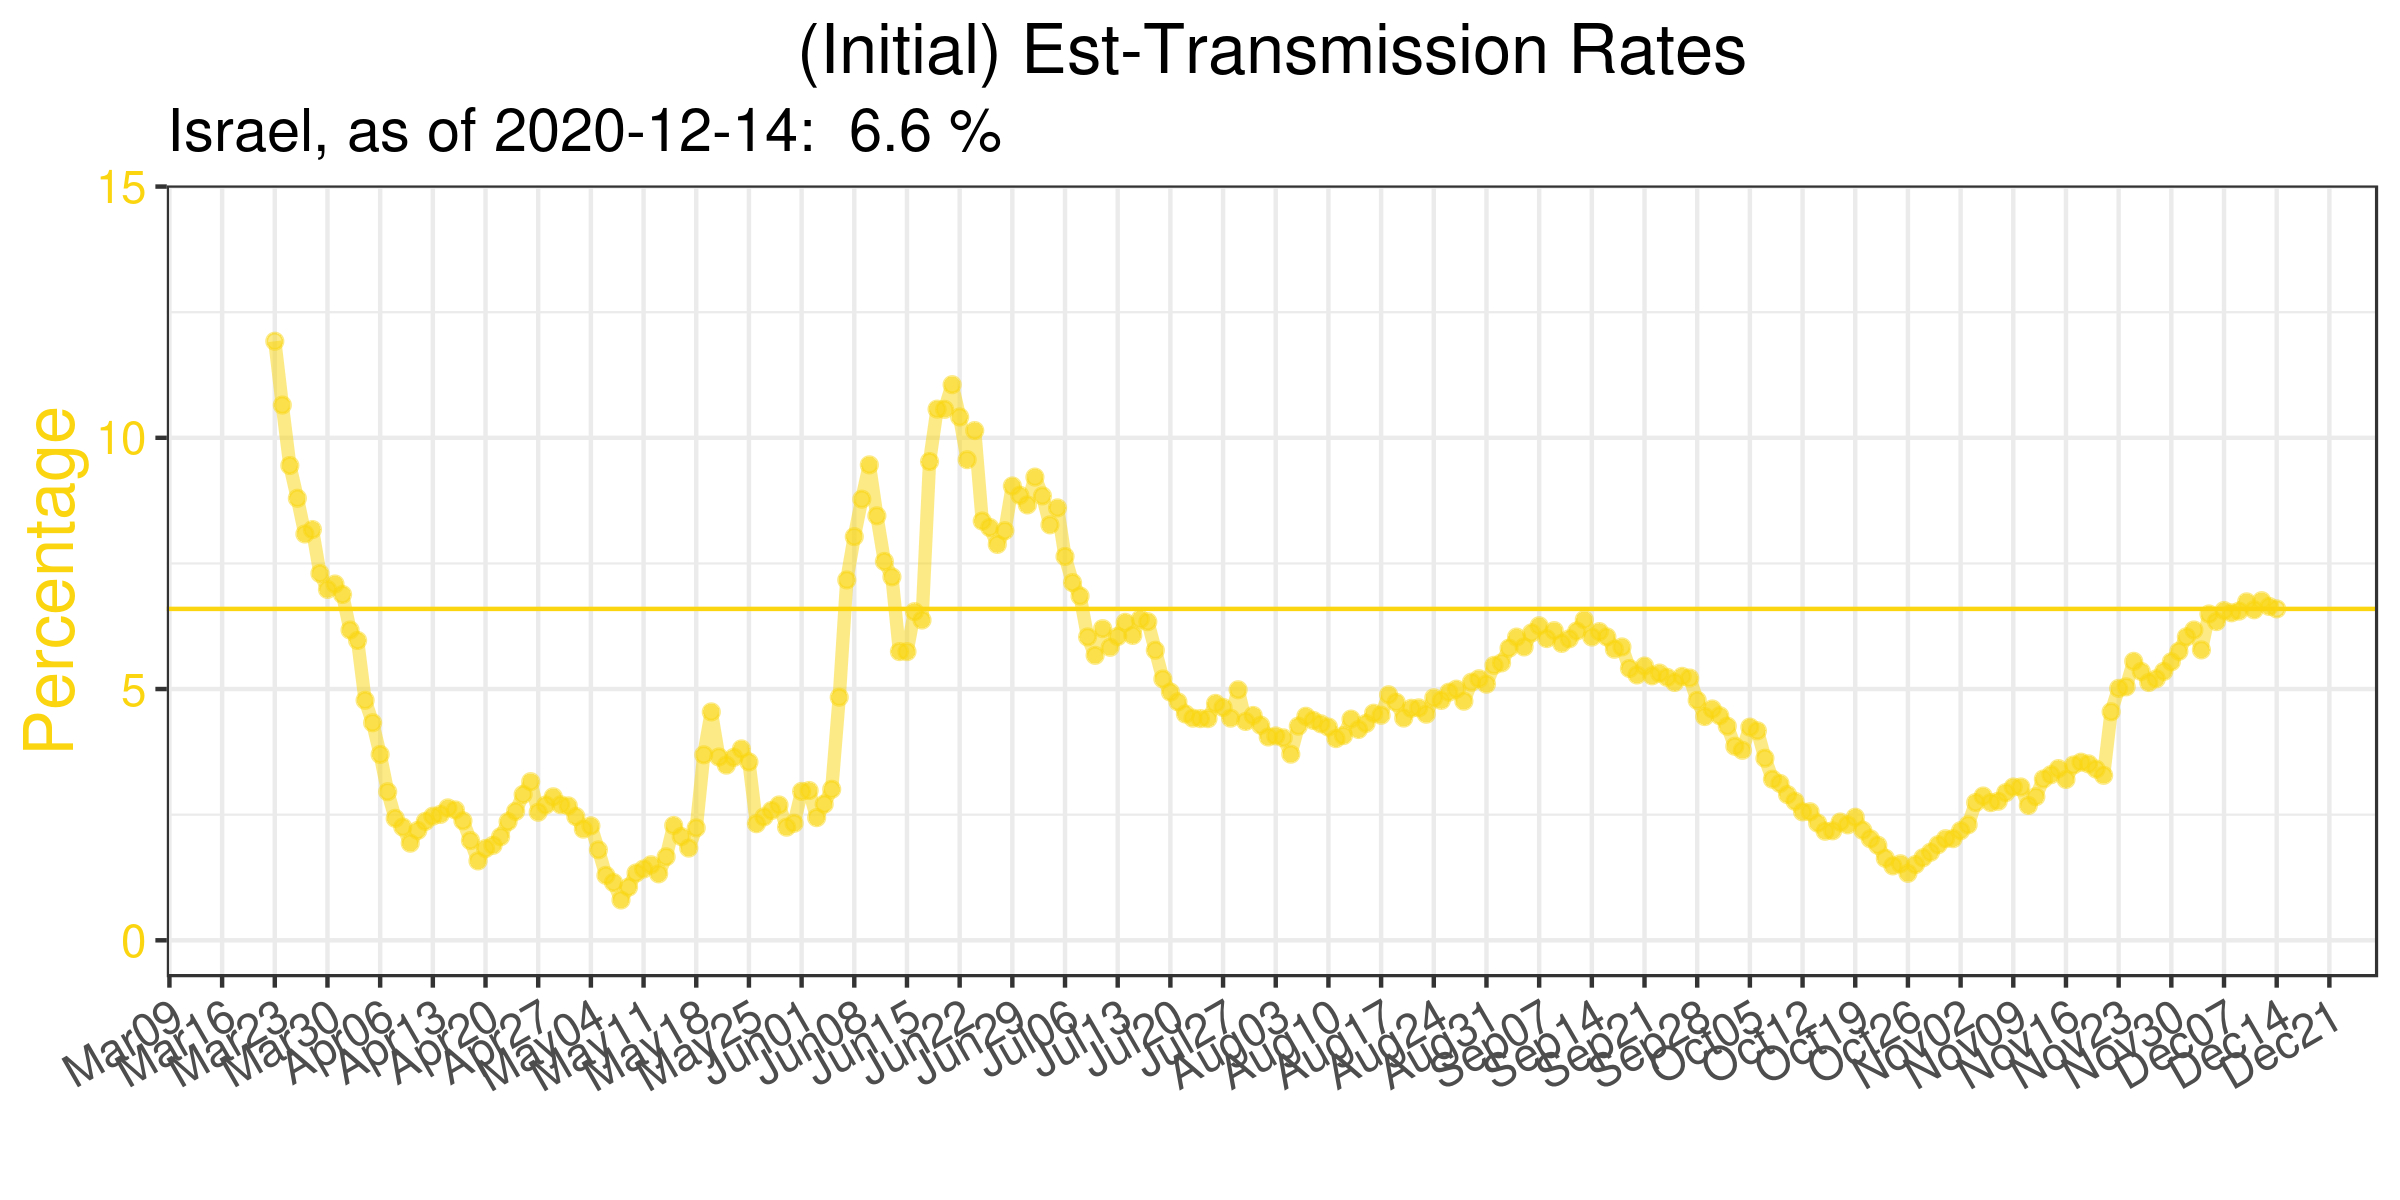 (Initial) Est-Transmission Rates
Israel, as of 2020-12-14:  6.6 %
Percentage
15
10
5
0
Mar09
Mar16
Mar23
Mar30
Apr06
Apr13
Apr20
Apr27
May04
May11
May18
May25
Jun01
Jun08
Jun15
Jun22
Jun29
Jul06
Jul13
Jul20
Jul27
Aug03
Aug10
Aug17
Aug24
Aug31
Sep07
Sep14
Sep21
Sep28
Oct05
Oct12
Oct19
Oct26
Nov02
Nov09
Nov16
Nov23
Nov30
Dec07
Dec14
Dec21